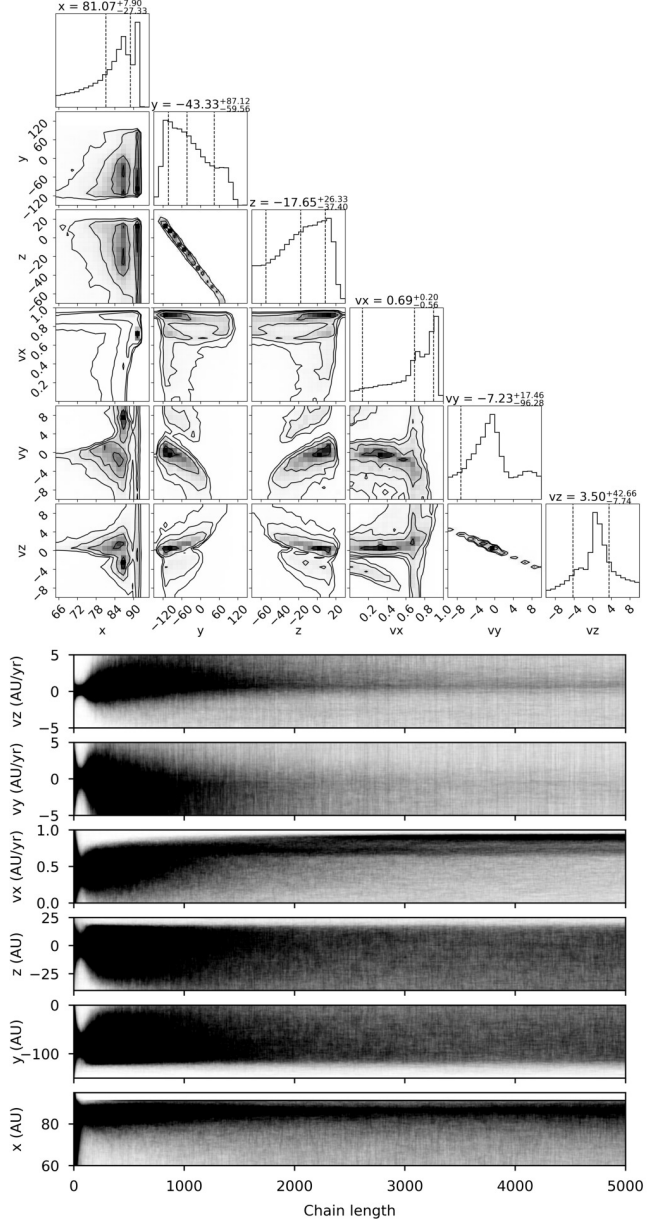 x = 81.07 +7.90 −27.33
y = −43.33 +87.12 −59.56
z = −17.65 +26.33 −37.40
vx = 0.69 +0.20 −0.56
vy = −7.23 +17.46 −96.28
vz = 3.50 +42.66 −7.74
y
120
60
0
−60
−120
z
20
0
−20
−40
−60
vx
1.0
0.8
0.6
0.4
0.2
vy
8
4
0
−4
−8
vz
8
4
0
−4
−8
66 72 78 84 90
−120 −60 0 60 120
−60 −40 −20 0 20
0.2 0.4 0.6 0.8 1.0
−8 −4 0 4 8
−8 −4 0 4 8
x y z vx vy vz
vz (AU/yr)
5
−5
vy (AU/yr)
5
0
−5
vx (AU/yr)
1.0
0.5
0.0
z (AU)
25
0
−25
y (AU)
0
−100
x (AU)
80
60
0 1000 2000 3000 4000 5000
Chain length